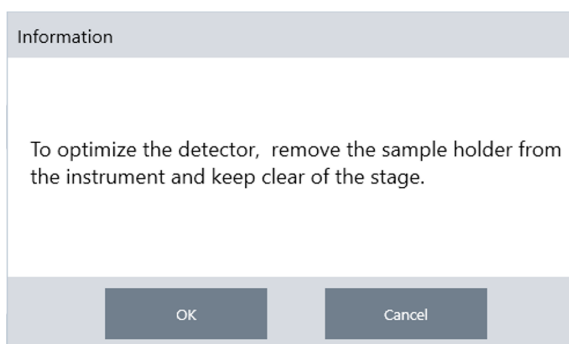 Information
To optimize the detector,  remove the sample holder from
the instrument and keep clear of the stage.
OK
Cancel